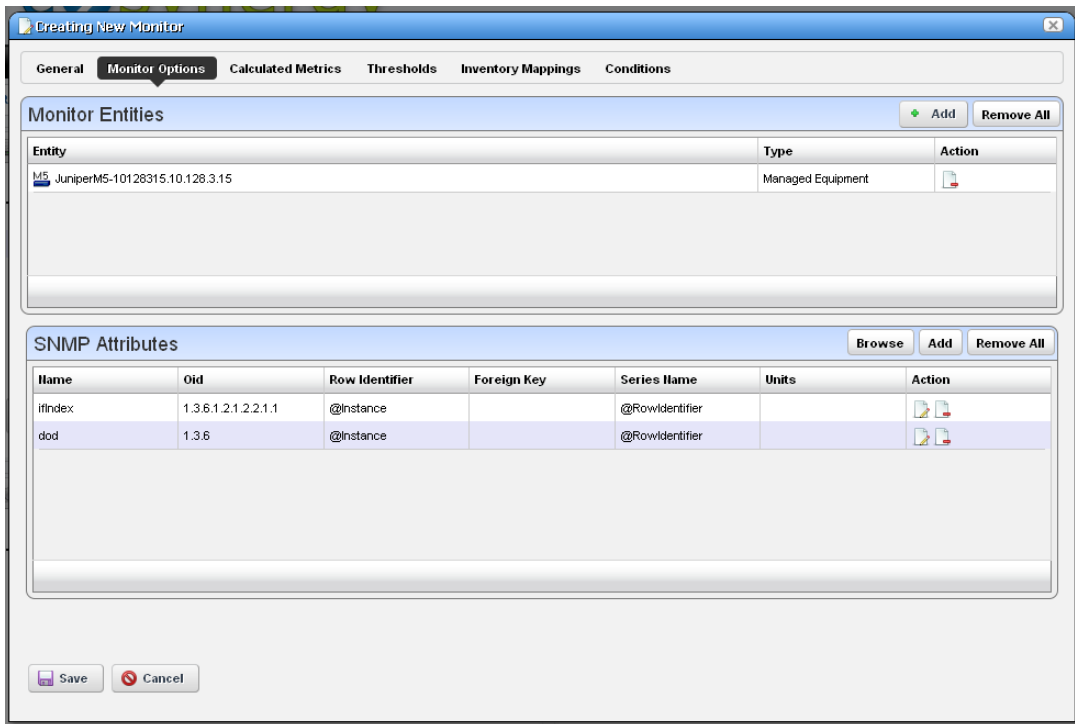 Creating New Monitor
General Monitor Options Calculated Metrics Thresholds Inventory Mappings Conditions
Monitor Entities Add Remove All
Entity Type Action
M5 JuniperM5-10128315.10.128.3.15 Managed Equipment
SNMP Attributes Browse Add Remove All
Name Oid Row Identifier Foreign Key Series Name Units Action
ifIndex 1.3.6.1.2.1.2.2.1.1 @Instance @RowIdentifier
dod 1.3.6 @Instance @RowIdentifier
Save Cancel